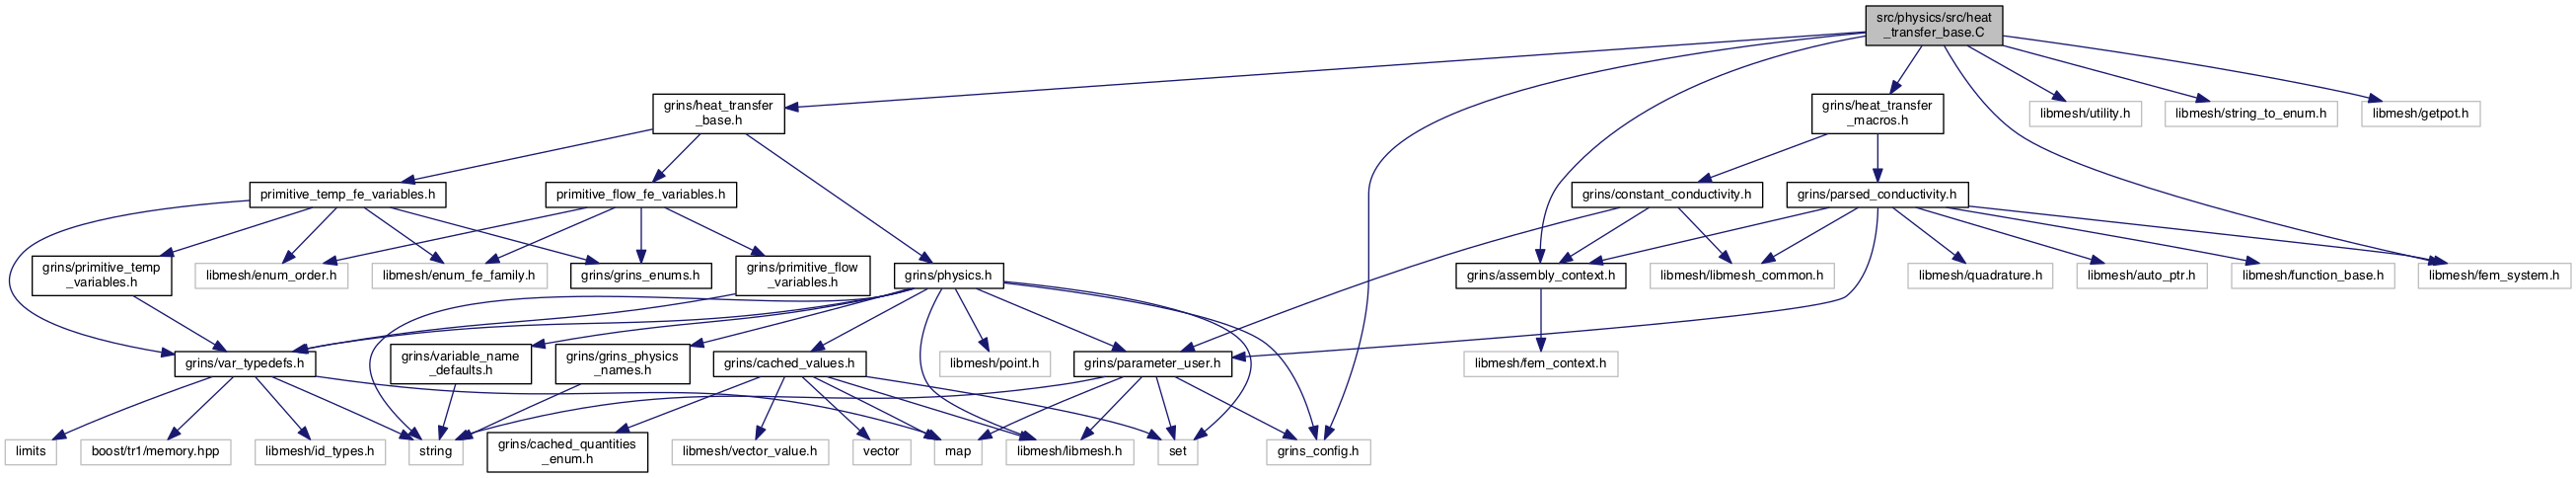 src/physics/src/heat
_transfer_base.C
grins/heat_transfer
_base.h
grins/heat_transfer
_macros.h
libmesh/utility.h
libmesh/string_to_enum.h
libmesh/getpot.h
primitive_temp_fe_variables.h
primitive_flow_fe_variables.h
grins/constant_conductivity.h
grins/parsed_conductivity.h
grins/primitive_temp
_variables.h
libmesh/enum_order.h
libmesh/enum_fe_family.h
grins/grins_enums.h
grins/primitive_flow
_variables.h
grins/physics.h
grins/assembly_context.h
libmesh/libmesh_common.h
libmesh/quadrature.h
libmesh/auto_ptr.h
libmesh/function_base.h
libmesh/fem_system.h
grins/var_typedefs.h
grins/variable_name
_defaults.h
grins/grins_physics
_names.h
grins/cached_values.h
libmesh/point.h
grins/parameter_user.h
libmesh/fem_context.h
limits
boost/tr1/memory.hpp
libmesh/id_types.h
string
grins/cached_quantities
_enum.h
libmesh/vector_value.h
vector
map
libmesh/libmesh.h
set
grins_config.h